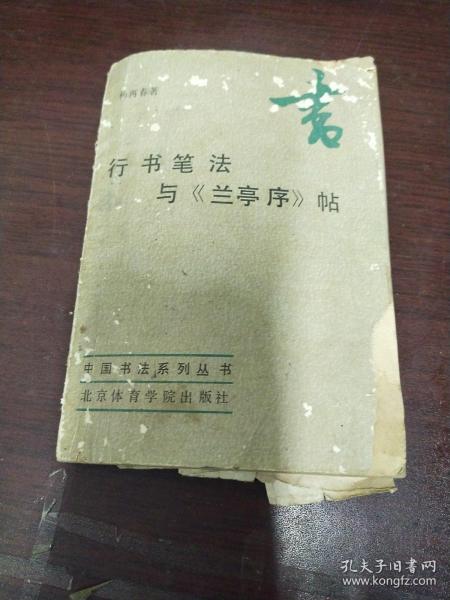 杨再春著
书
行书笔法
与《兰亭序》帖
中国书法系列丛书
北京体育学院出版社
孔夫子旧书网
www.kongfz.com